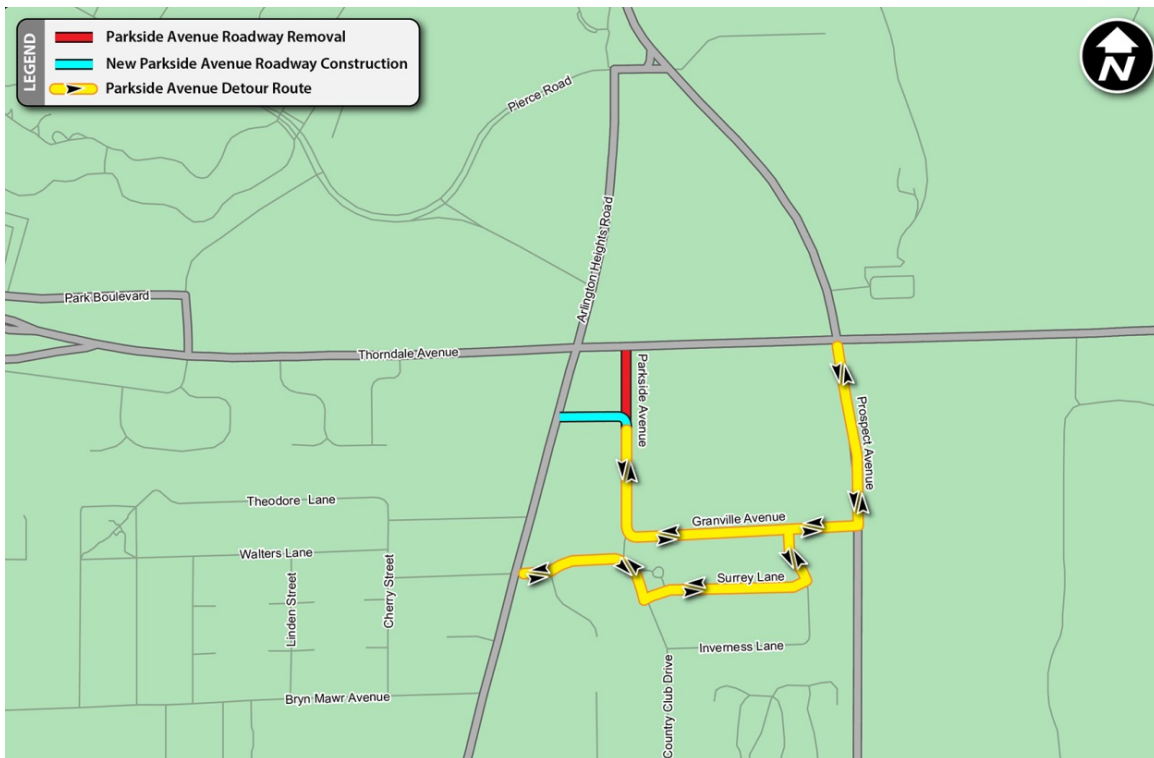 LEGEND
Parkside Avenue Roadway Removal
New Parkside Avenue Roadway Construction
Parkside Avenue Detour Route
N
Pierce Road
Arlington Heights Road
Park Boulevard
Thorndale Avenue
Parkside Avenue
Prospect Avenue
Theodore Lane
Granville Avenue
Walters Lane
Surrey Lane
Linden Street
Cherry Street
Inverness Lane
Country Club Drive
Bryn Mawr Avenue